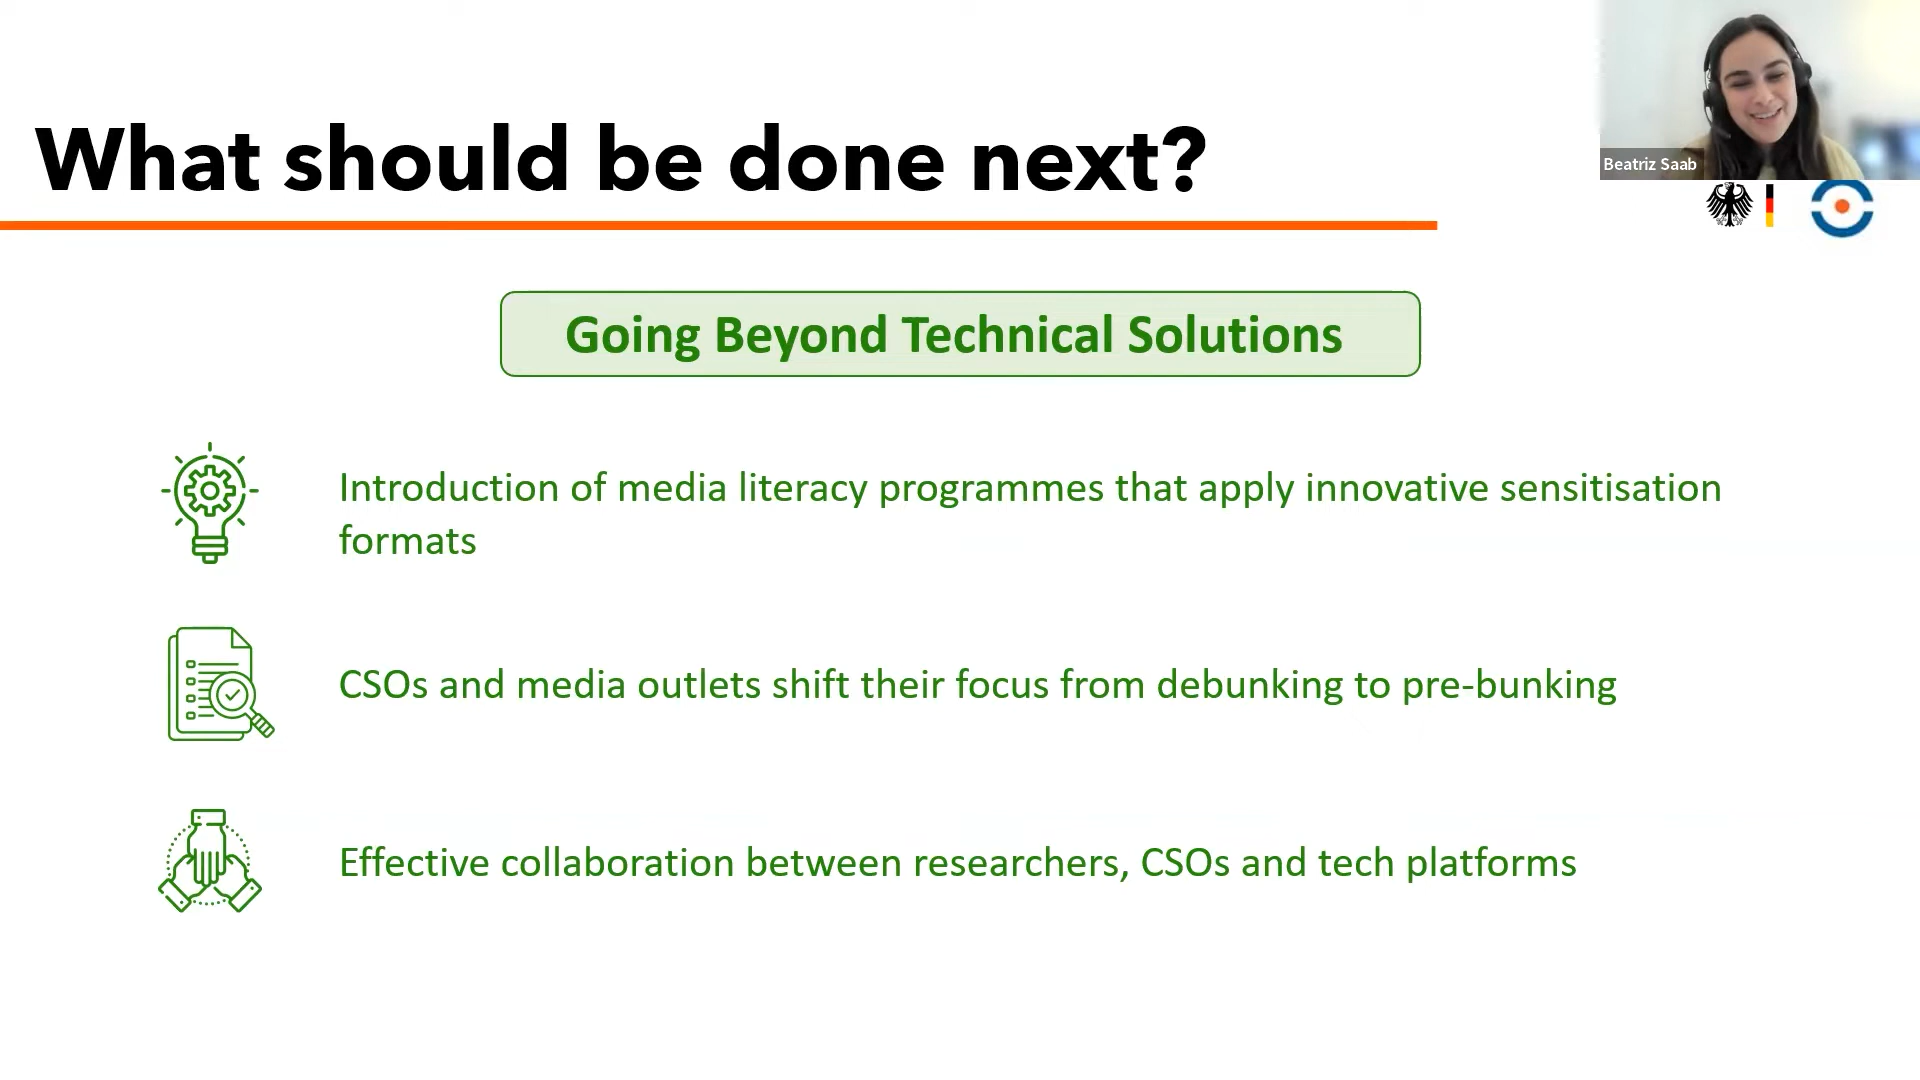 What should be done next?
Beatriz Saab
Going Beyond Technical Solutions
Introduction of media literacy programmes that apply innovative sensitisation
formats
CSOs and media outlets shift their focus from debunking to pre-bunking
Effective collaboration between researchers, CSOs and tech platforms